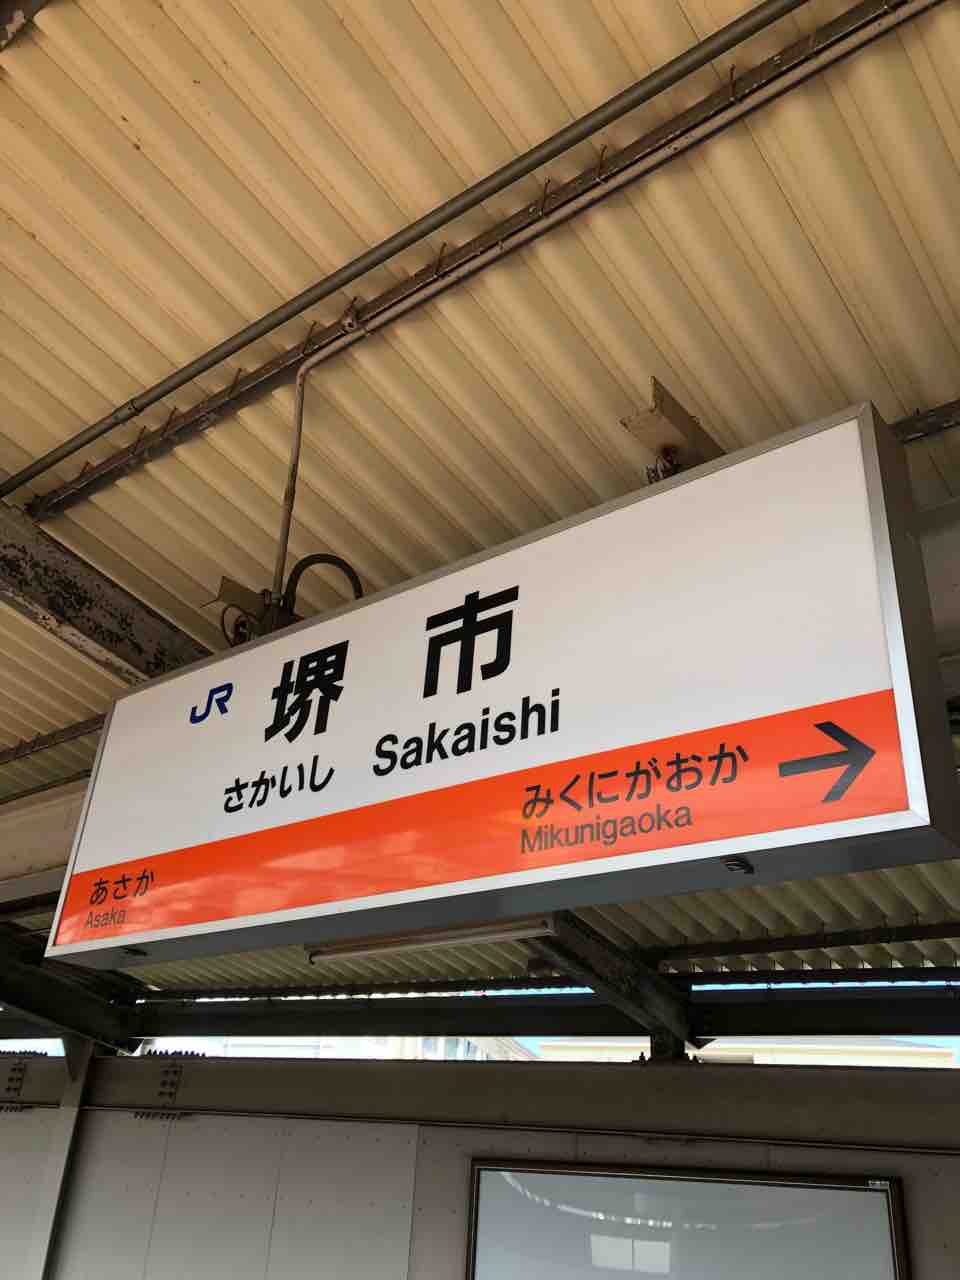 JR 堺 市
さかいし Sakaishi
みくにがおか →
Mikunigaoka
あさか
Asaka